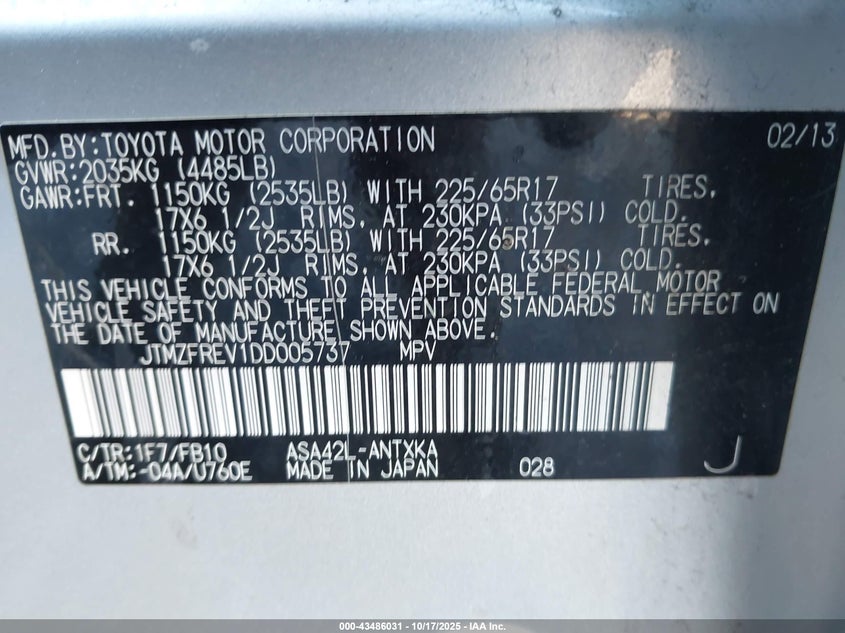 MFD.BY:TOYOTA MOTOR CORPORATION 02/13
GVWR:2035KG (4485LB)
GAWR:FRT. 1150KG (2535LB) WITH 225/65R17 TIRES.
17X6 1/2J RIMS, AT 230KPA (33PSI) COLD.
RR. 1150KG (2535LB) WITH 225/65R17 TIRES.
17X6 1/2J RIMS, AT 230KPA (33PSI) COLD.
THIS VEHICLE CONFORMS TO ALL APPLICABLE FEDERAL MOTOR
VEHICLE SAFETY AND THEFT PREVENTION STANDARDS IN EFFECT ON
THE DATE OF MANUFACTURE SHOWN ABOVE.
JTMZFREV1DD005737 MPV
C/TR:1F7/FB10 ASA42L-ANTXKA
A/TM:-04A/U760E MADE IN JAPAN 028 J
000-43486031 | 10/17/2025 - IAA Inc.